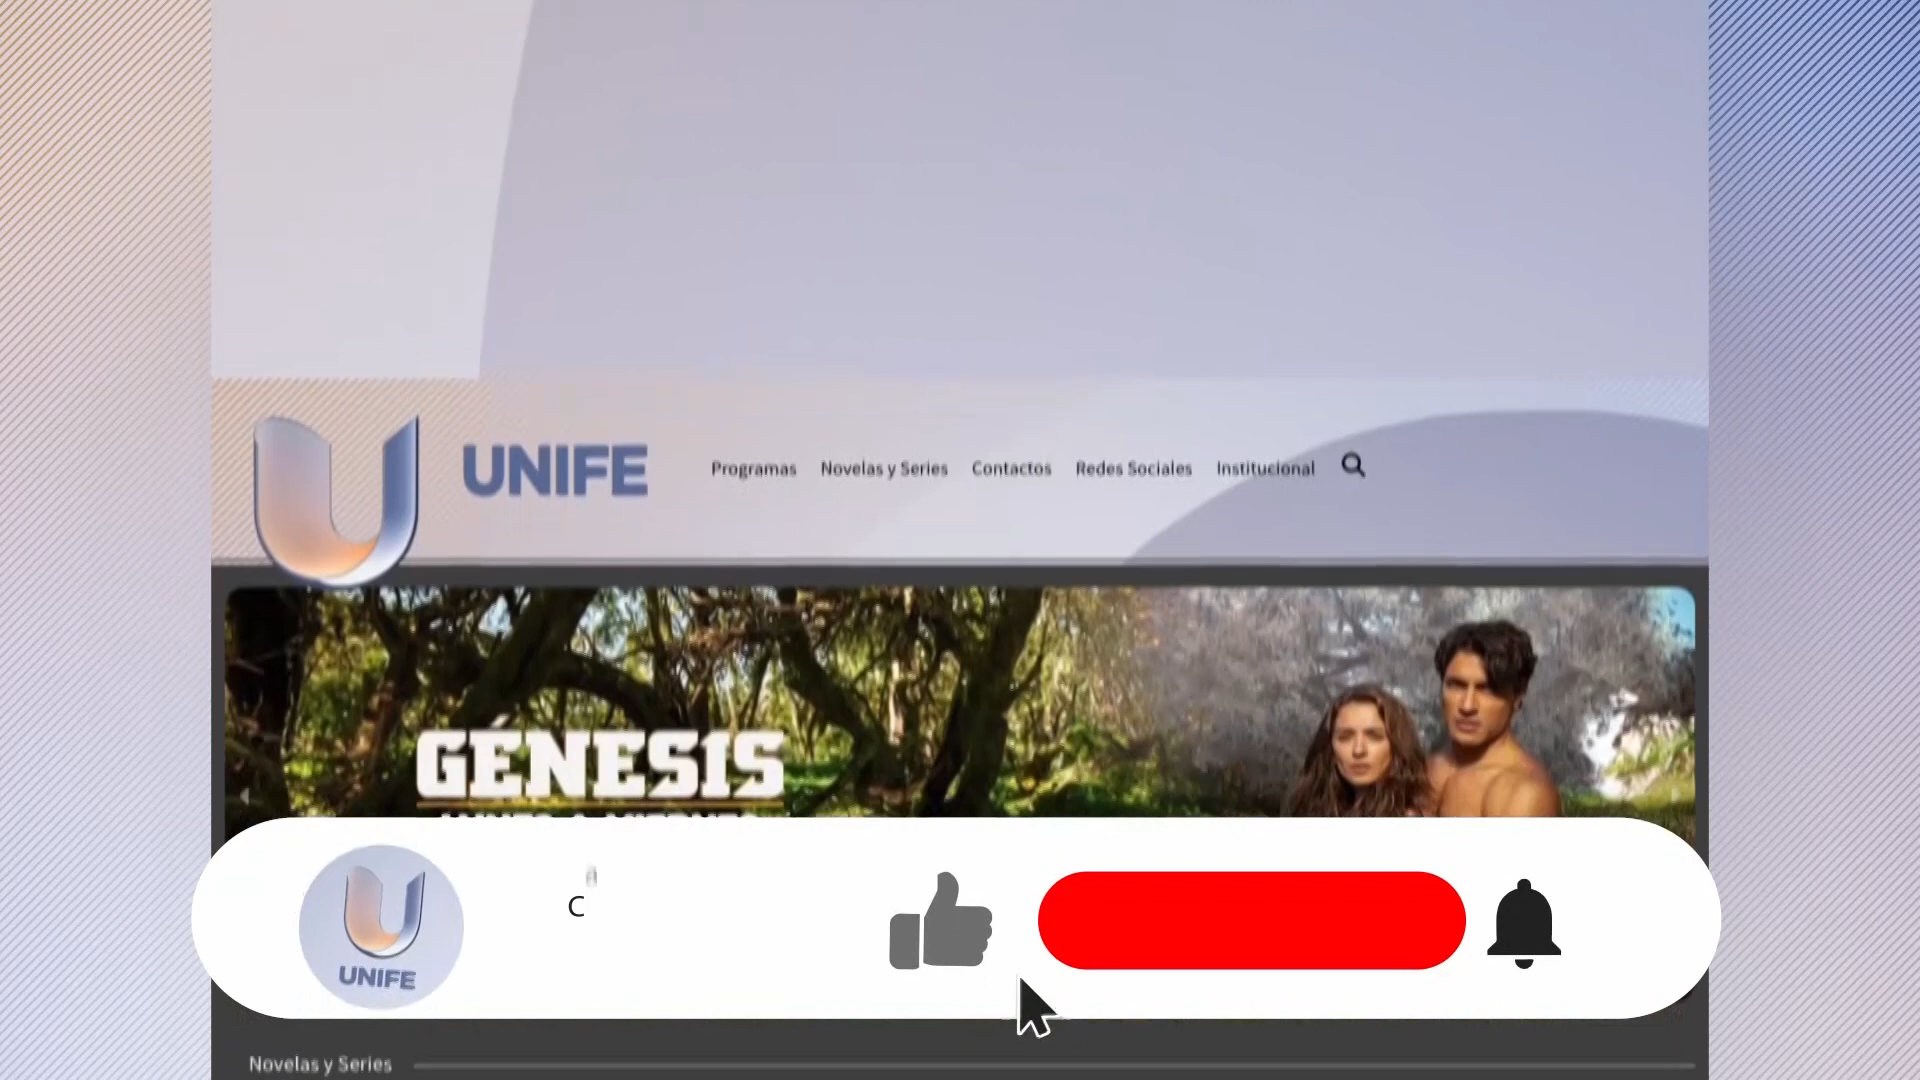 UNIFE
Programas Novelas y Series Contactos Redes Sociales Institucional
GÉNESIS
C
UNIFE
Novelas y Series